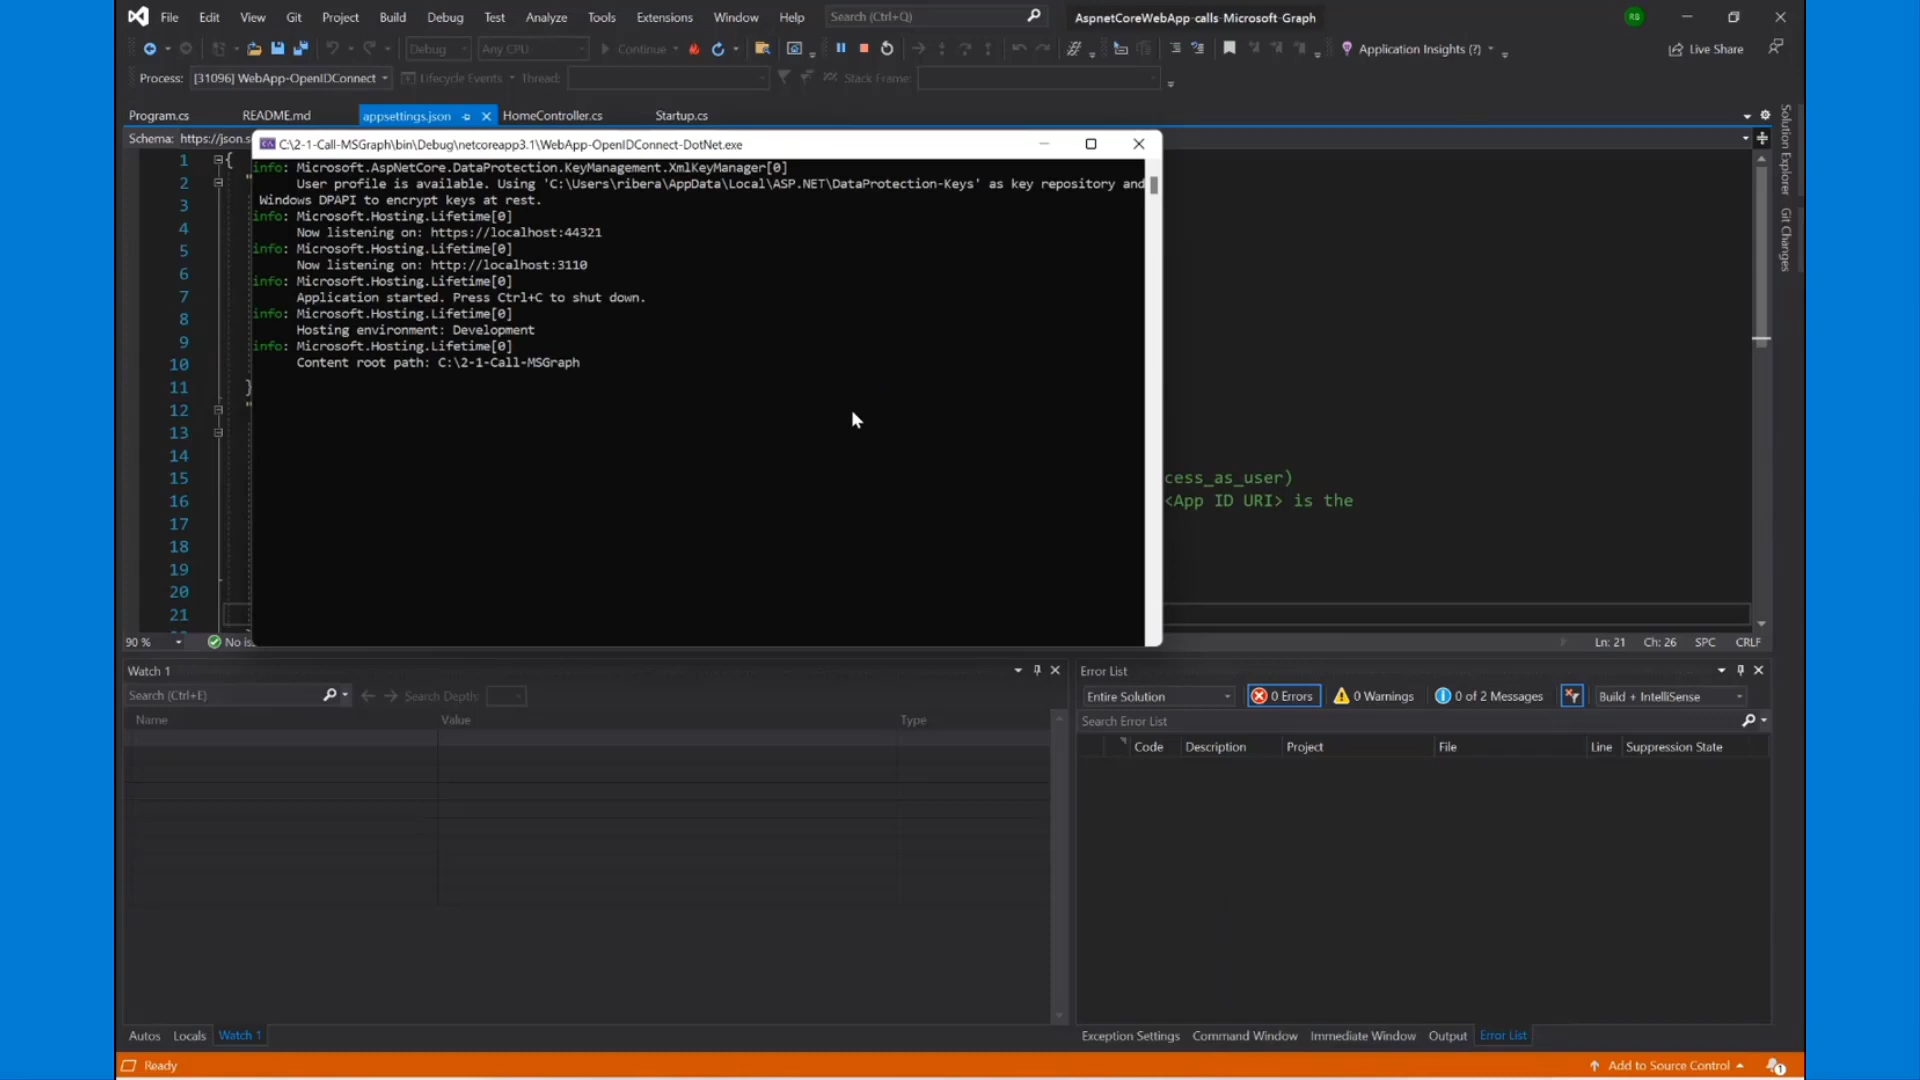 File Edit View Git Project Build Debug Test Analyze Tools Extensions Window Help Search (Ctrl+Q) AspnetCoreWebApp-calls-Microsoft-Graph RB
Debug Any CPU Continue Application Insights (?) Live Share
Process: [31096] WebApp-OpenIDConnect Lifecycle Events Thread: Stack Frame:
Program.cs README.md appsettings.json HomeController.cs Startup.cs
Schema: https://json.s
C:\2-1-Call-MSGraph\bin\Debug\netcoreapp3.1\WebApp-OpenIDConnect-DotNet.exe
info: Microsoft.AspNetCore.DataProtection.KeyManagement.XmlKeyManager[0]
User profile is available. Using 'C:\Users\ribera\AppData\Local\ASP.NET\DataProtection-Keys' as key repository and
Windows DPAPI to encrypt keys at rest.
info: Microsoft.Hosting.Lifetime[0]
Now listening on: https://localhost:44321
info: Microsoft.Hosting.Lifetime[0]
Now listening on: http://localhost:3110
info: Microsoft.Hosting.Lifetime[0]
Application started. Press Ctrl+C to shut down.
info: Microsoft.Hosting.Lifetime[0]
Hosting environment: Development
info: Microsoft.Hosting.Lifetime[0]
Content root path: C:\2-1-Call-MSGraph
1 {
2 "
3
4
5
6
7
8
9
10
11 }
12 "
13
14
15 cess_as_user)
16 <App ID URI> is the
17
18
19
20
21
Solution Explorer
Git Changes
90 % No is Ln: 21 Ch: 26 SPC CRLF
Watch 1
Search (Ctrl+E) Search Depth:
Name Value Type
Error List
Entire Solution 0 Errors 0 Warnings 0 of 2 Messages Build + IntelliSense
Search Error List
Code Description Project File Line Suppression State
Autos Locals Watch 1
Exception Settings Command Window Immediate Window Output Error List
Ready Add to Source Control 1